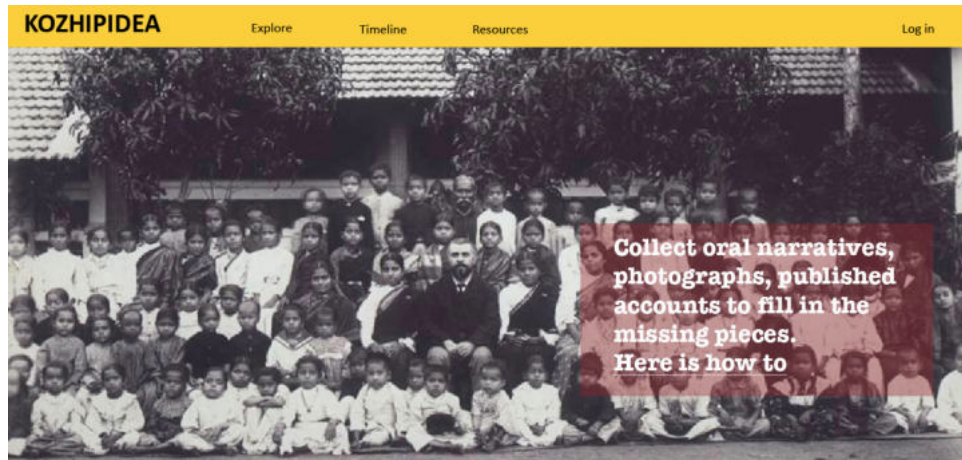 KOZHIPIDEA
Explore
Timeline
Resources
Log in
Collect oral narratives,
photographs, published
accounts to fill in the
missing pieces.
Here is how to